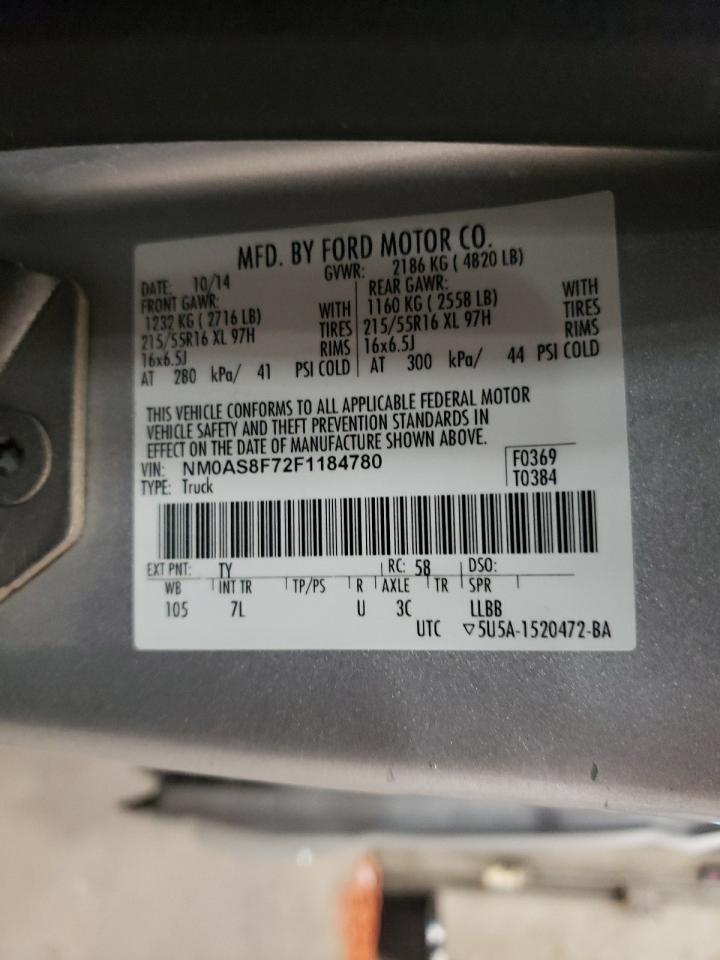 MFD. BY FORD MOTOR CO.
DATE: 10/14 GVWR: 2186 KG ( 4820 LB)
FRONT GAWR: REAR GAWR:
1232 KG ( 2716 LB) WITH 1160 KG ( 2558 LB) WITH
215/55R16 XL 97H TIRES 215/55R16 XL 97H TIRES
16x6.5J RIMS 16x6.5J RIMS
AT 280 kPa/ 41 PSI COLD AT 300 kPa/ 44 PSI COLD
THIS VEHICLE CONFORMS TO ALL APPLICABLE FEDERAL MOTOR
VEHICLE SAFETY AND THEFT PREVENTION STANDARDS IN
EFFECT ON THE DATE OF MANUFACTURE SHOWN ABOVE.
VIN: NM0AS8F72F1184780 F0369
TYPE: Truck T0384
EXT PNT: TY RC: 58 DSO:
WB INT TR TP/PS R AXLE TR SPR
105 7L U 3C LLBB
UTC ▽5U5A-1520472-BA